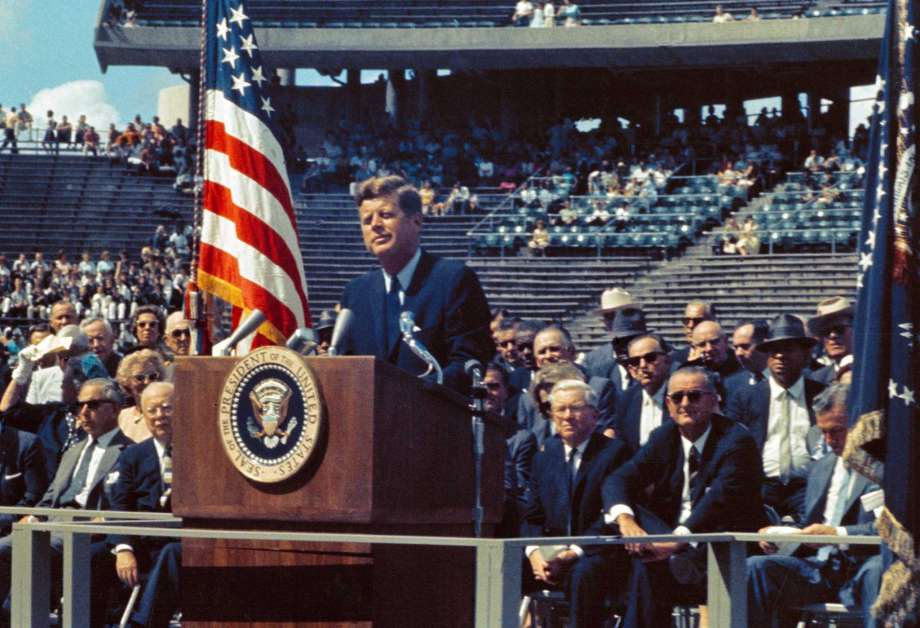 SEAL OF THE PRESIDENT OF THE UNITED STATES